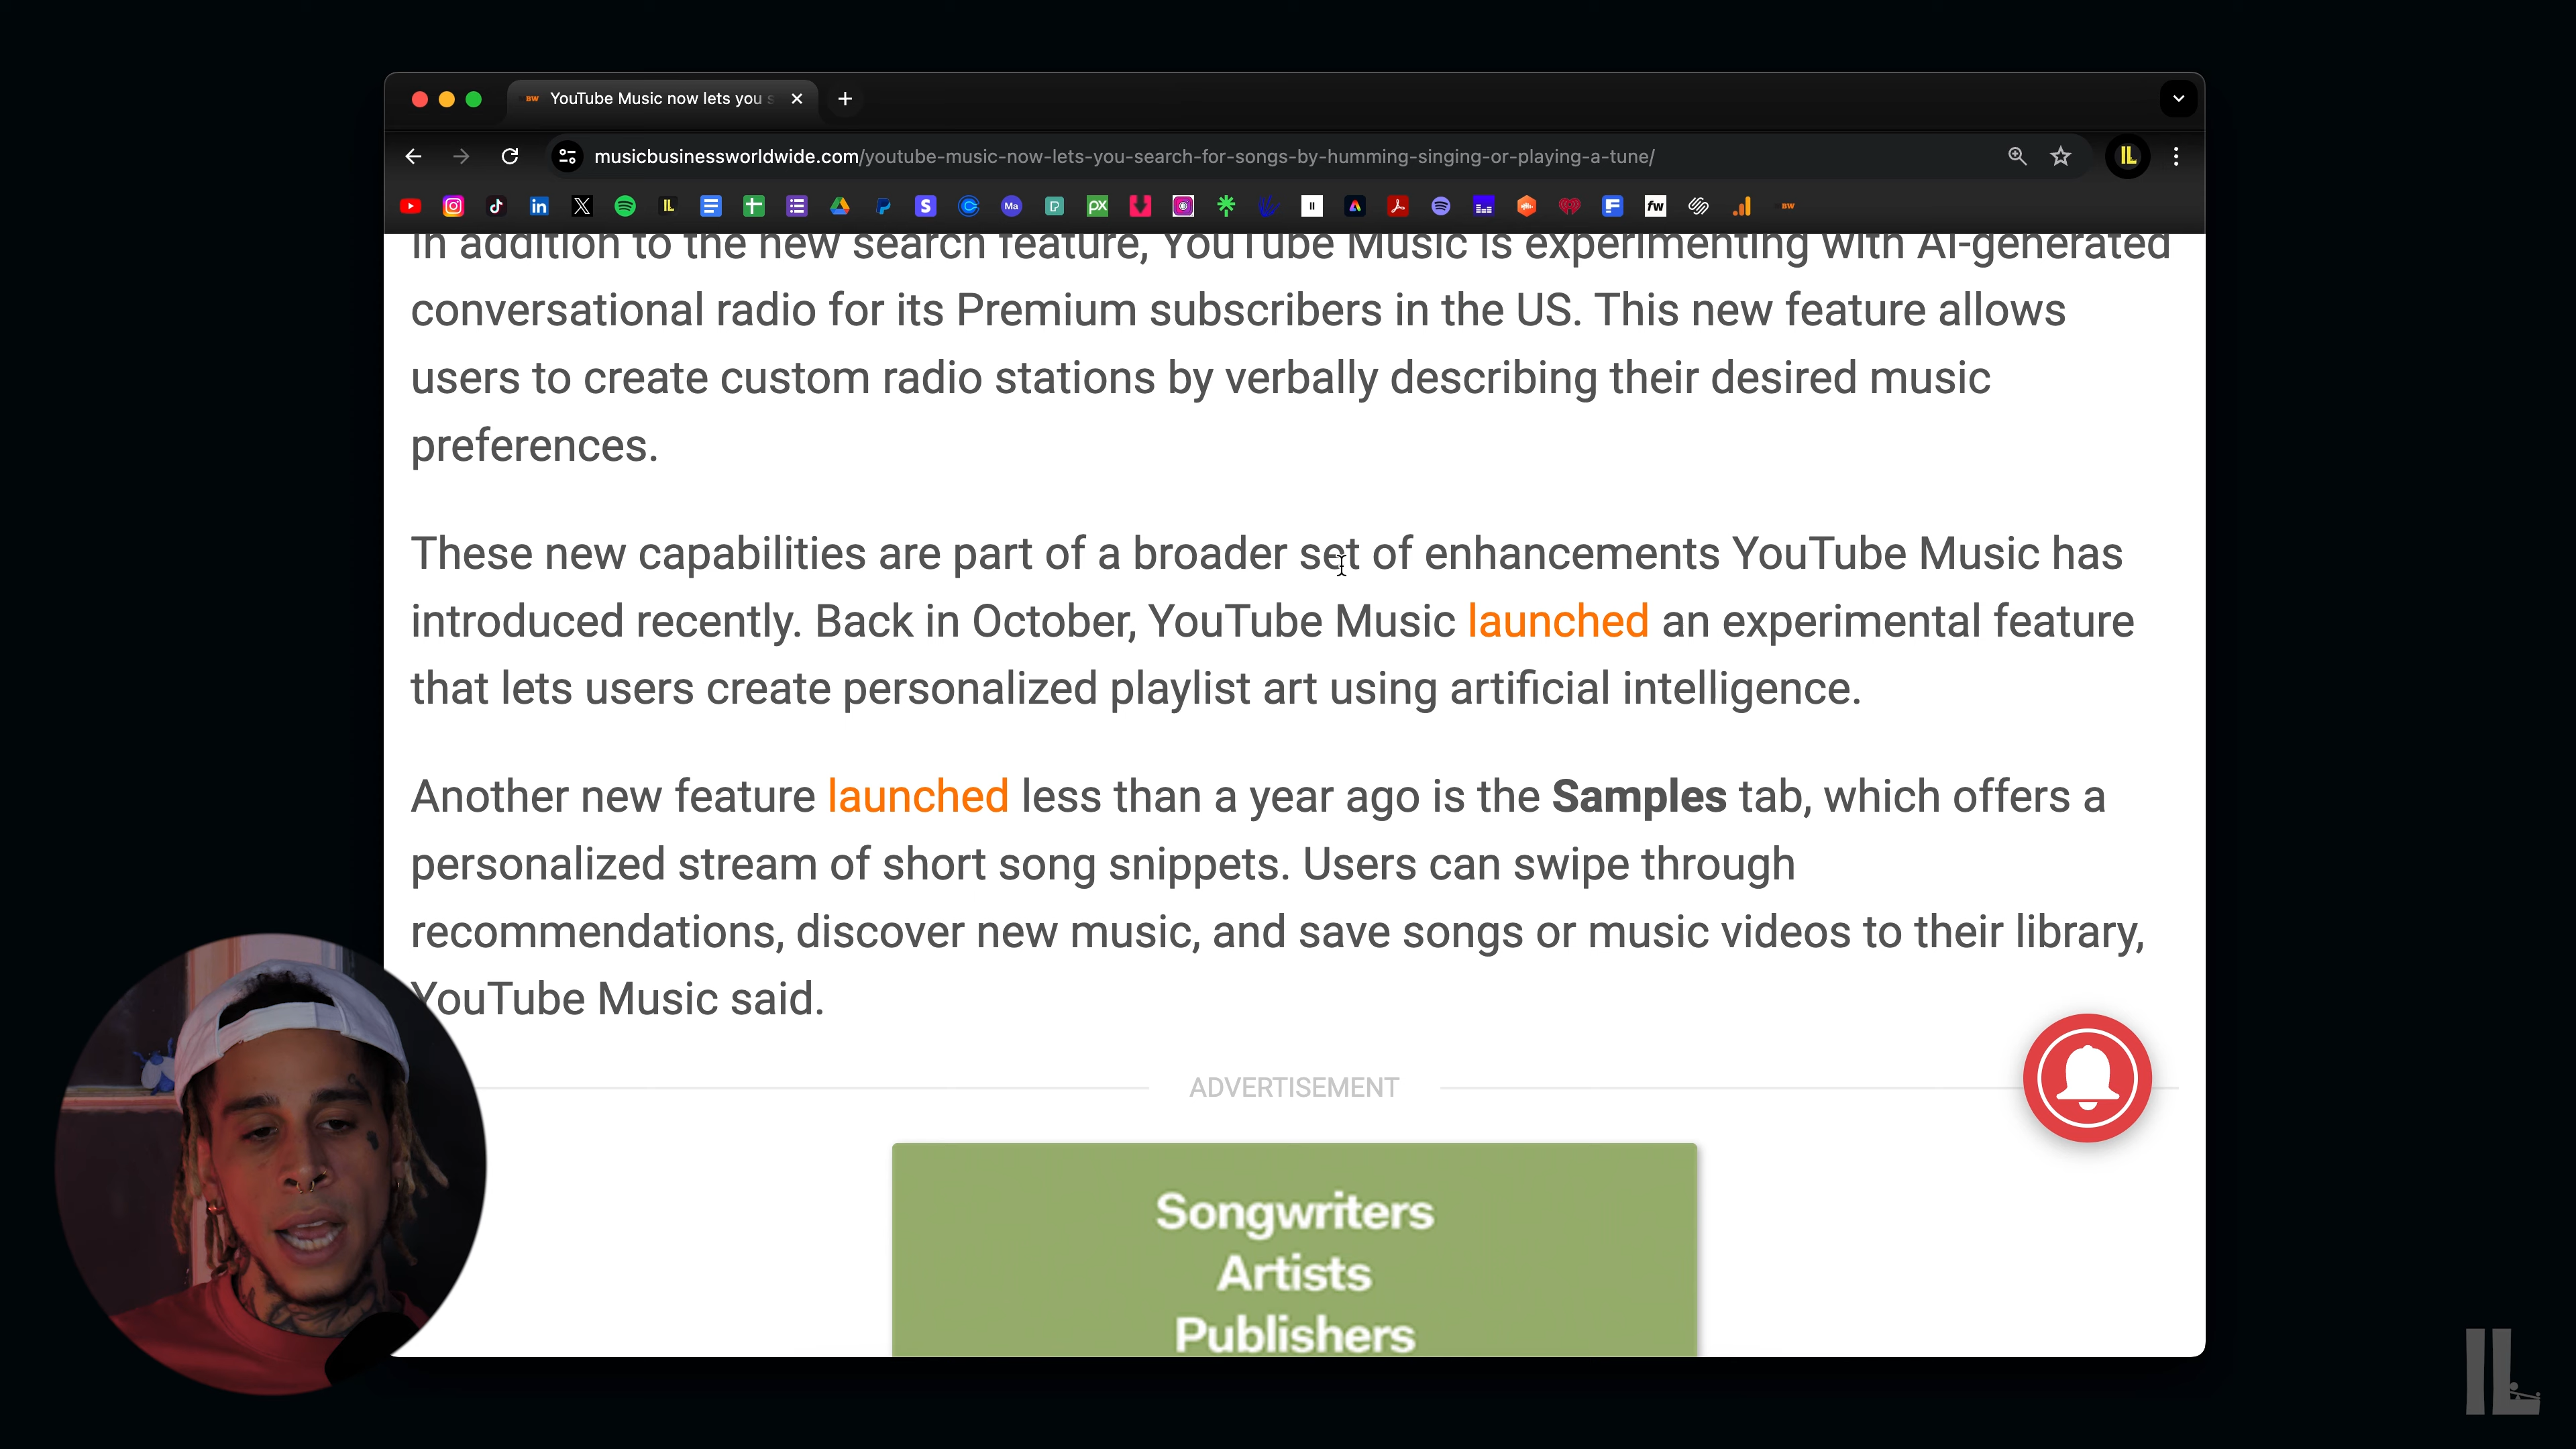 YouTube Music now lets you s
musicbusinessworldwide.com/youtube-music-now-lets-you-search-for-songs-by-humming-singing-or-playing-a-tune/
In addition to the new search feature, YouTube Music is experimenting with AI-generated
conversational radio for its Premium subscribers in the US. This new feature allows
users to create custom radio stations by verbally describing their desired music
preferences.
These new capabilities are part of a broader set of enhancements YouTube Music has
introduced recently. Back in October, YouTube Music launched an experimental feature
that lets users create personalized playlist art using artificial intelligence.
Another new feature launched less than a year ago is the Samples tab, which offers a
personalized stream of short song snippets. Users can swipe through
recommendations, discover new music, and save songs or music videos to their library,
YouTube Music said.
ADVERTISEMENT
Songwriters
Artists
Publishers
IL